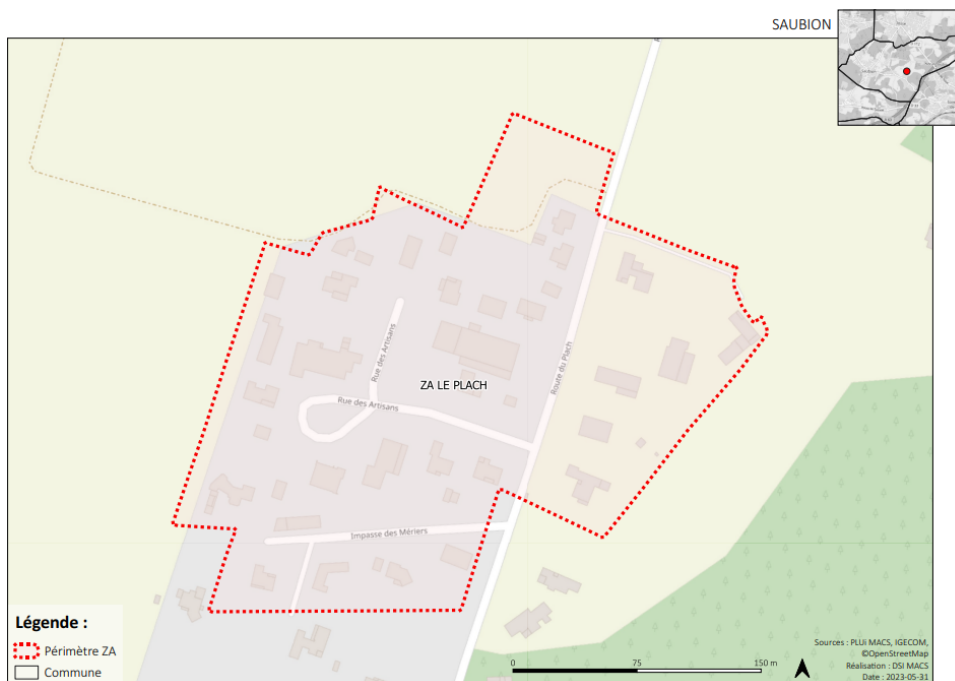 SAUBION
Rue des Artisans
Route du Plach
ZA LE PLACH
Rue des Artisans
Impasse des Mériers
Légende :
Périmètre ZA
Commune
0 75 150 m
Sources : PLUi MACS, IGECOM,
©OpenStreetMap
Réalisation : DSI MACS
Date : 2023-05-31